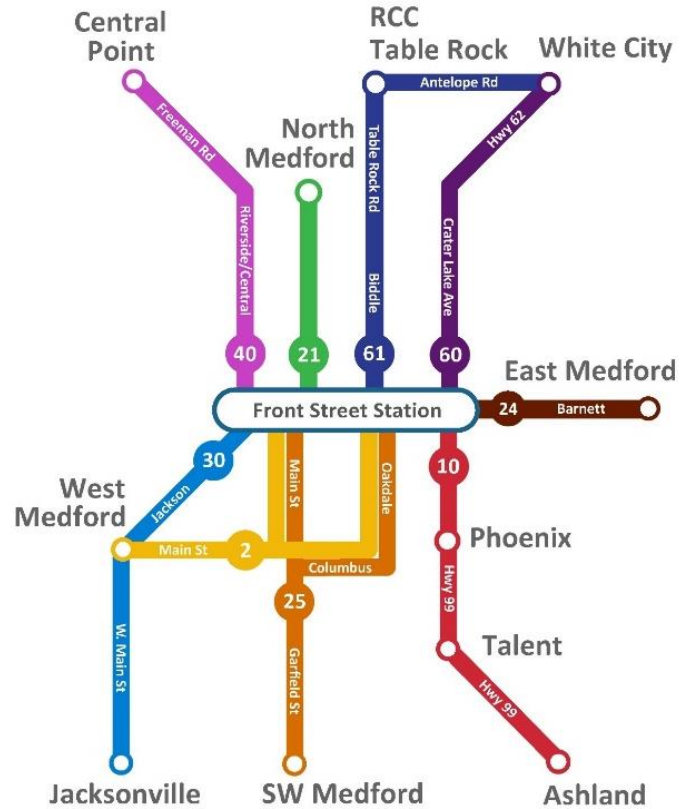 Central
Point
RCC
Table Rock
White City
Antelope Rd
North
Medford
Freeman Rd
Table Rock Rd
Hwy 62
Riverside/Central
Biddle
Crater Lake Ave
40
21
61
60
East Medford
Front Street Station
24
Barnett
30
Main St
Oakdale
10
West
Medford
Jackson
Main St
2
Phoenix
Columbus
25
Hwy 99
W. Main St
Garfield St
Talent
Hwy 99
Jacksonville
SW Medford
Ashland